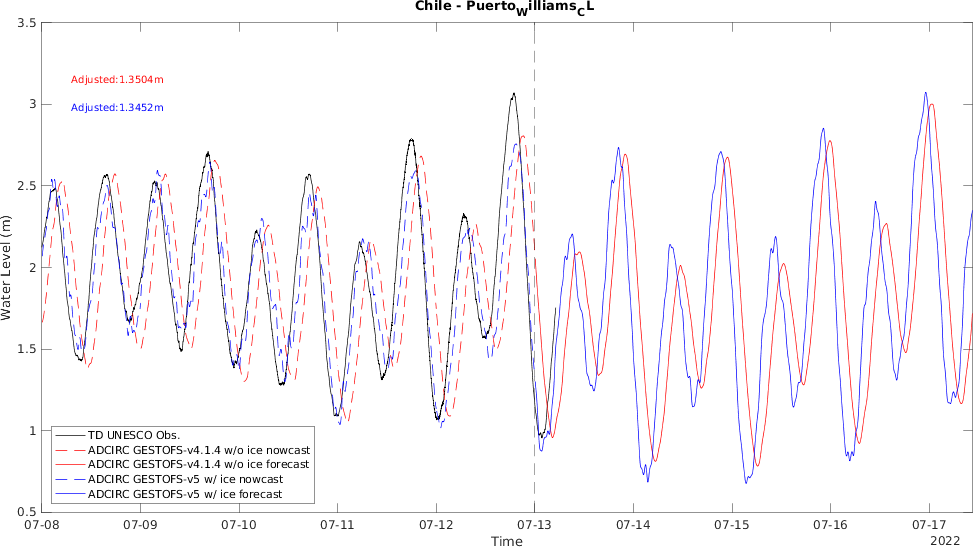 Chile - PuertoWilliamsCL
Adjusted:1.3504m
Adjusted:1.3452m
Water Level (m)
3.5
3
2.5
2
1.5
1
0.5
TD UNESCO Obs.
ADCIRC GESTOFS-v4.1.4 w/o ice nowcast
ADCIRC GESTOFS-v4.1.4 w/o ice forecast
ADCIRC GESTOFS-v5 w/ ice nowcast
ADCIRC GESTOFS-v5 w/ ice forecast
07-08 07-09 07-10 07-11 07-12 07-13 07-14 07-15 07-16 07-17
Time
2022